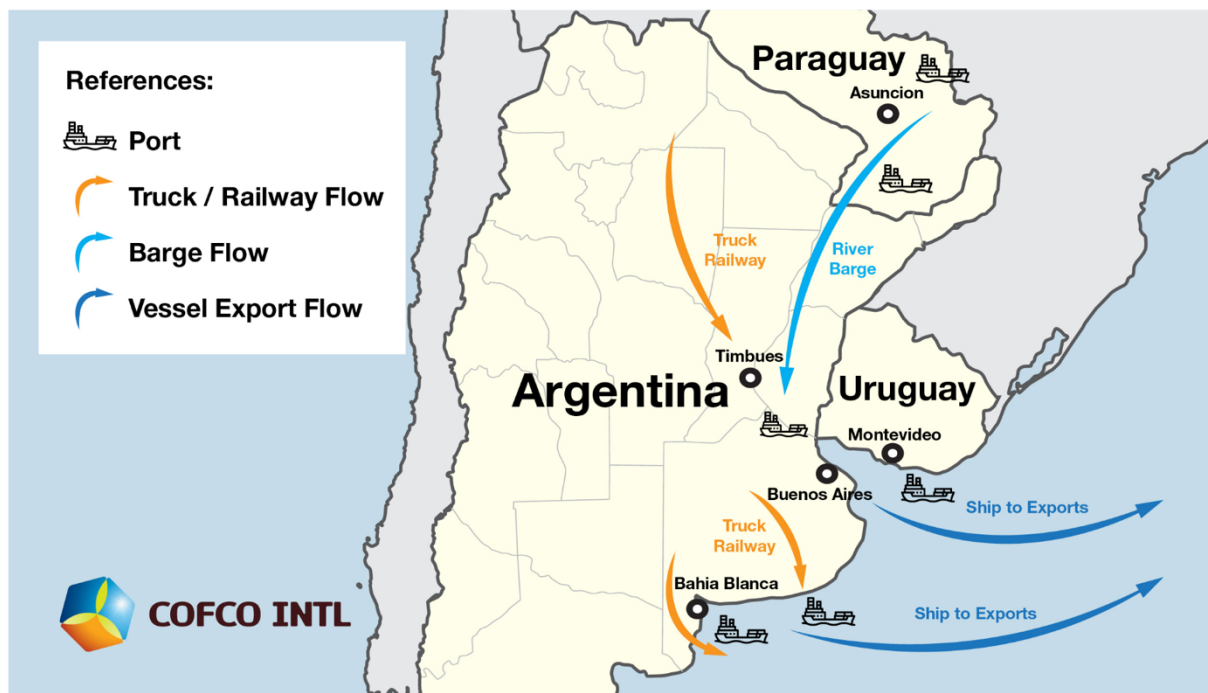 References:
Port
Truck / Railway Flow
Barge Flow
Vessel Export Flow
Paraguay
Asuncion
Truck
Railway
River
Barge
Timbues
Argentina
Uruguay
Montevideo
Buenos Aires
Ship to Exports
Truck
Railway
Bahia Blanca
Ship to Exports
COFCO INTL